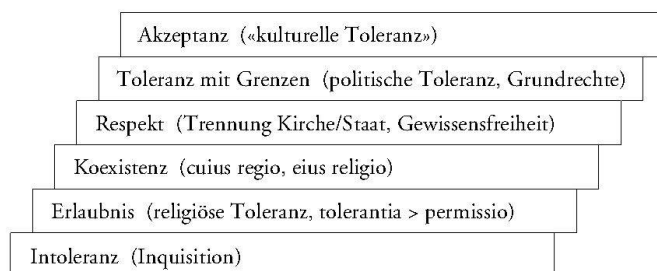 Akzeptanz («kulturelle Toleranz»)
Toleranz mit Grenzen (politische Toleranz, Grundrechte)
Respekt (Trennung Kirche/Staat, Gewissensfreiheit)
Koexistenz (cuius regio, eius religio)
Erlaubnis (religiöse Toleranz, tolerantia > permissio)
Intoleranz (Inquisition)